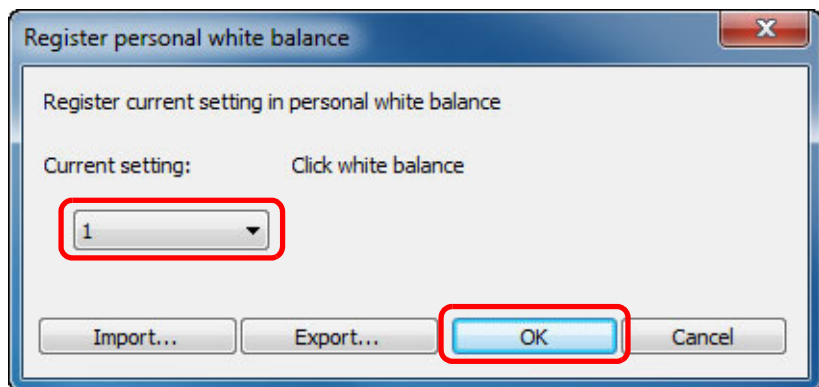 Register personal white balance
Register current setting in personal white balance
Current setting: Click white balance
1
Import... Export... OK Cancel